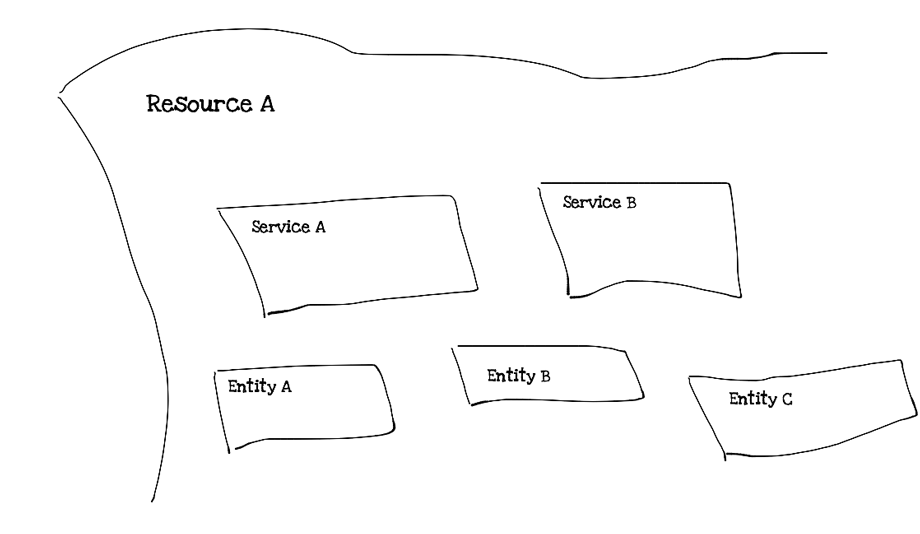 Resource A
Service A
Service B
Entity A
Entity B
Entity C